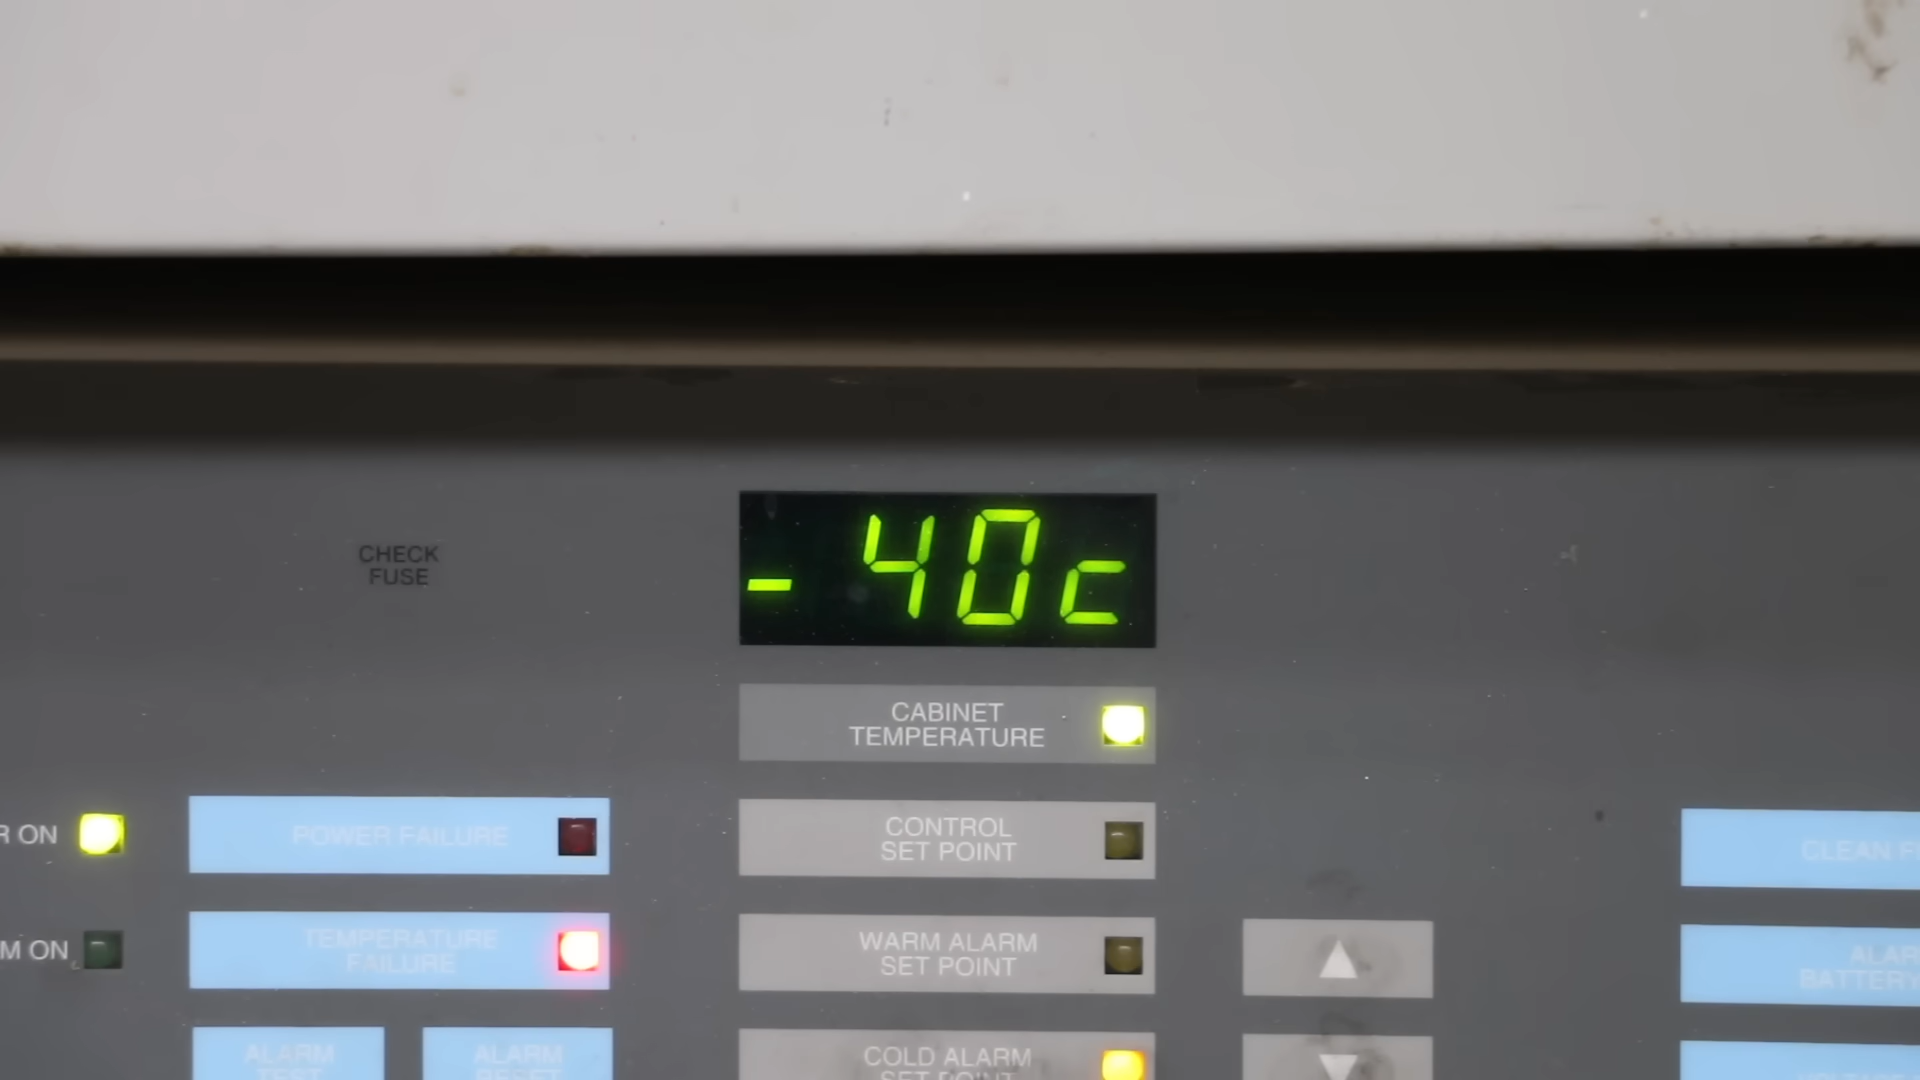 CHECK
FUSE
- 40c
CABINET
TEMPERATURE
R ON
POWER FAILURE
CONTROL
SET POINT
CLEAN F
M ON
TEMPERATURE
FAILURE
WARM ALARM
SET POINT
ALAR
BATTERY
ALARM
TEST
ALARM
RESET
COLD ALARM
SET POINT